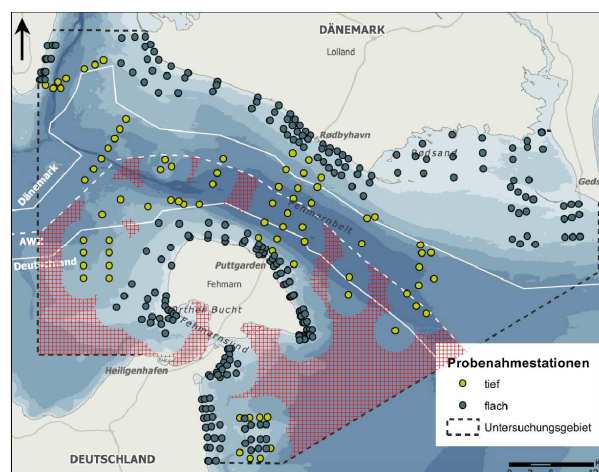 DÄNEMARK
Lolland
Rødbyhavn
Rødsand
Geds
Dänemark
Fehmarnbelt
AWZ
Deutschland
Puttgarden
Fehmarn
Orther Bucht
Fehmarnsund
Heiligenhafen
DEUTSCHLAND
Probenahmestationen
tief
flach
Untersuchungsgebiet